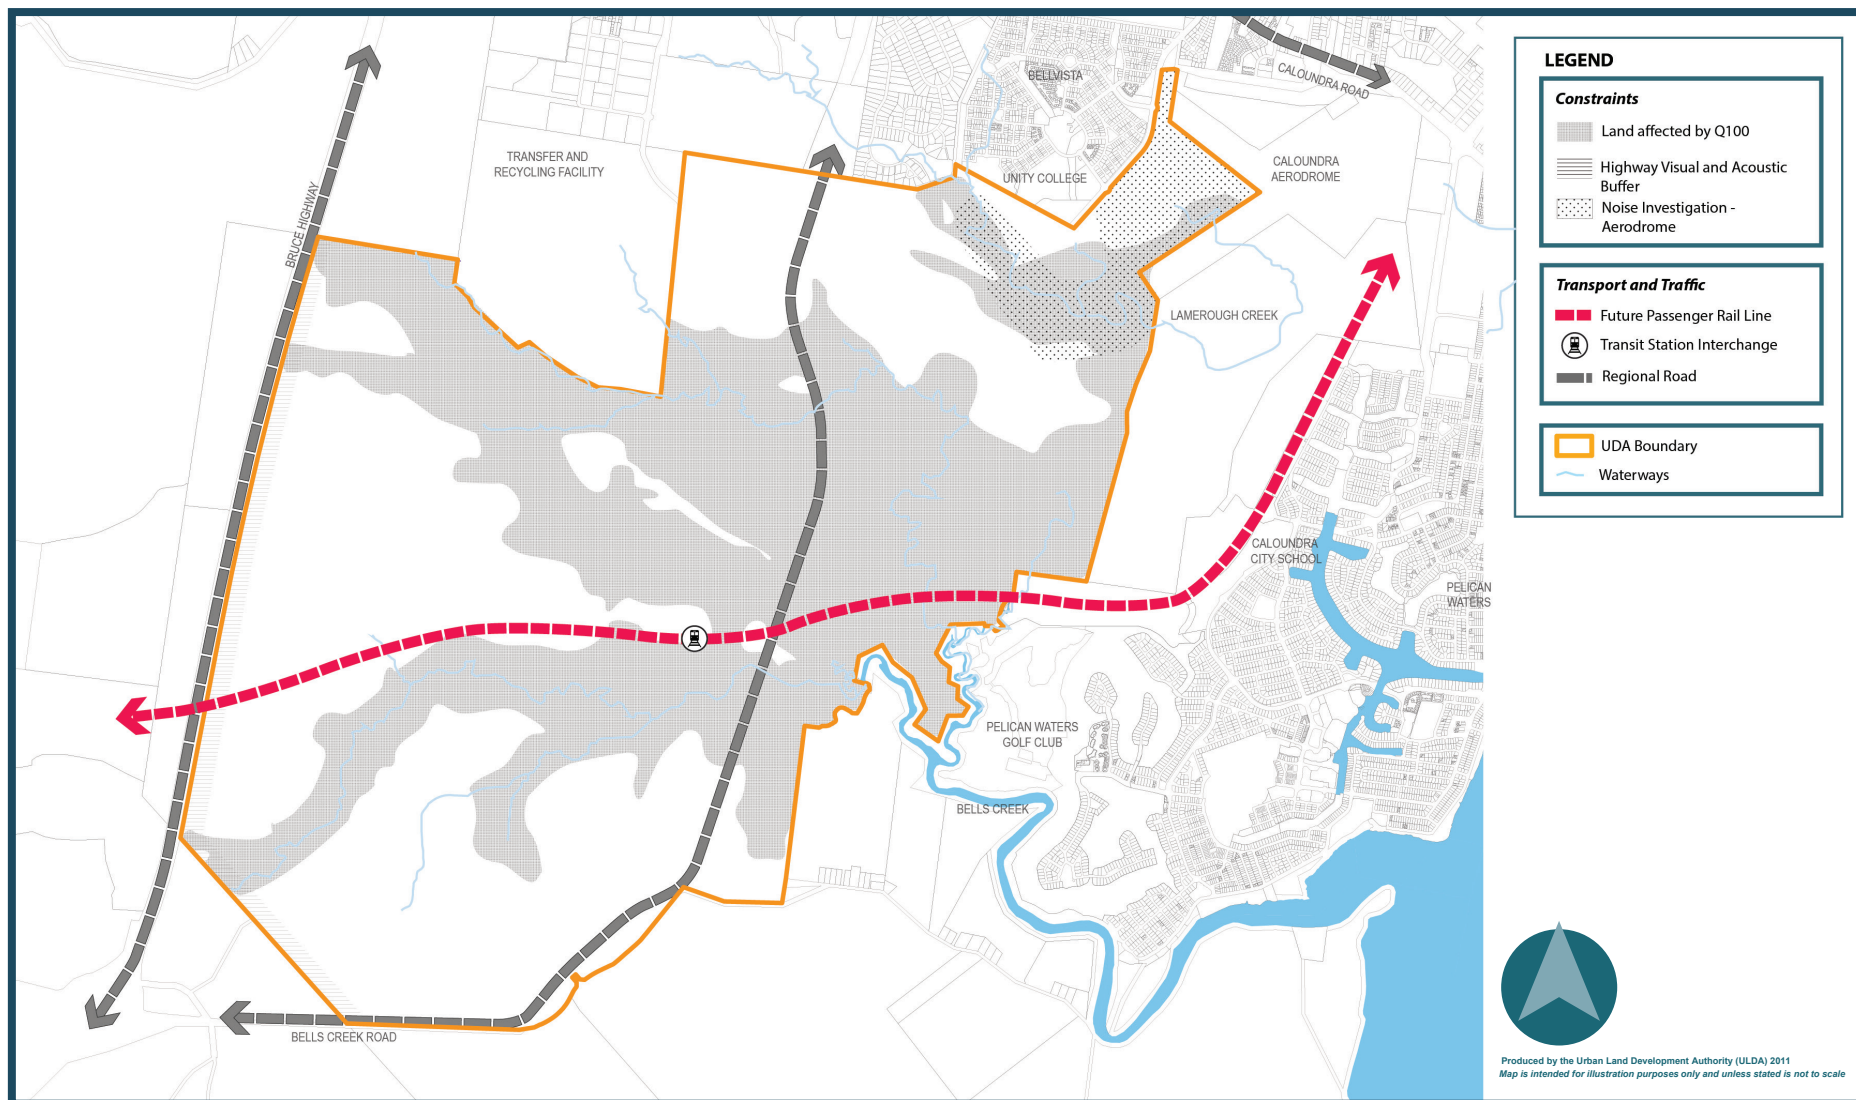 BELLVISTA
CALOUNDRA ROAD
TRANSFER AND
RECYCLING FACILITY
UNITY COLLEGE
CALOUNDRA
AERODROME
BRUCE HIGHWAY
LAMEROUGH CREEK
CALOUNDRA
CITY SCHOOL
PELICAN
WATERS
PELICAN WATERS
GOLF CLUB
BELLS CREEK
BELLS CREEK ROAD
LEGEND
Constraints
Land affected by Q100
Highway Visual and Acoustic
Buffer
Noise Investigation -
Aerodrome
Transport and Traffic
Future Passenger Rail Line
Transit Station Interchange
Regional Road
UDA Boundary
Waterways
Produced by the Urban Land Development Authority (ULDA) 2011
Map is intended for illustration purposes only and unless stated is not to scale